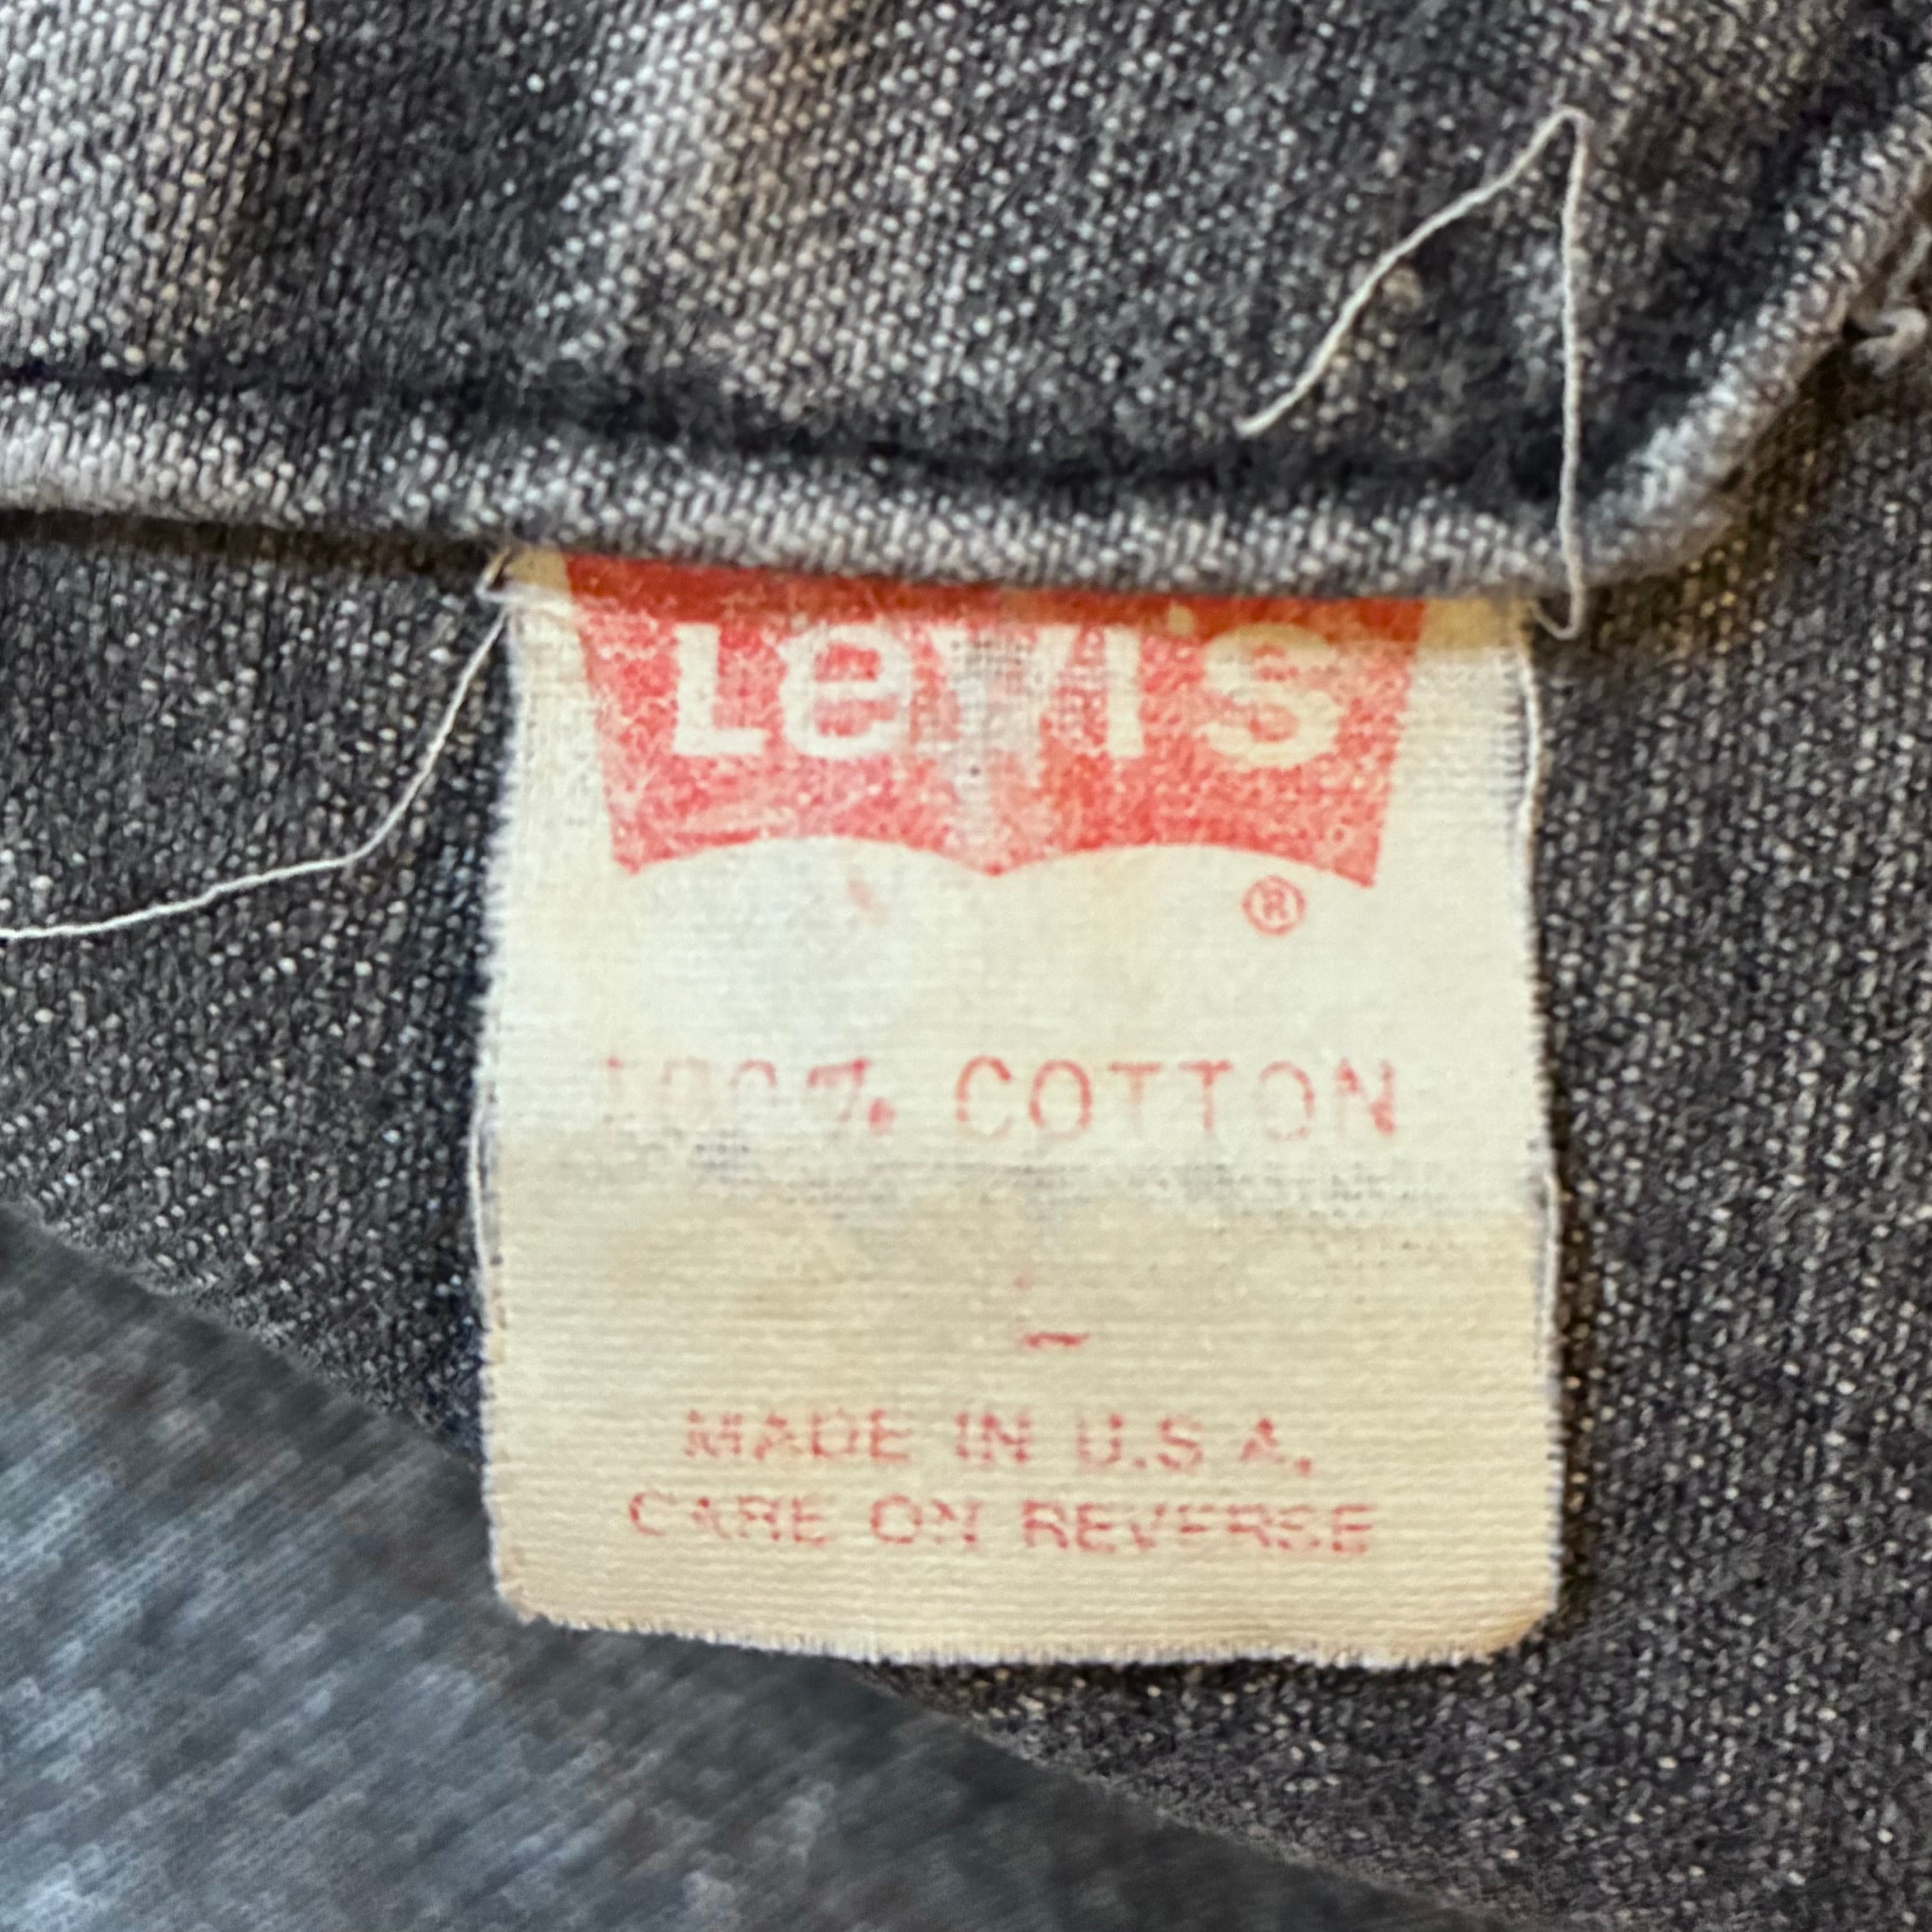 Levi's
®
100% COTTON
MADE IN U.S.A.
CARE ON REVERSE